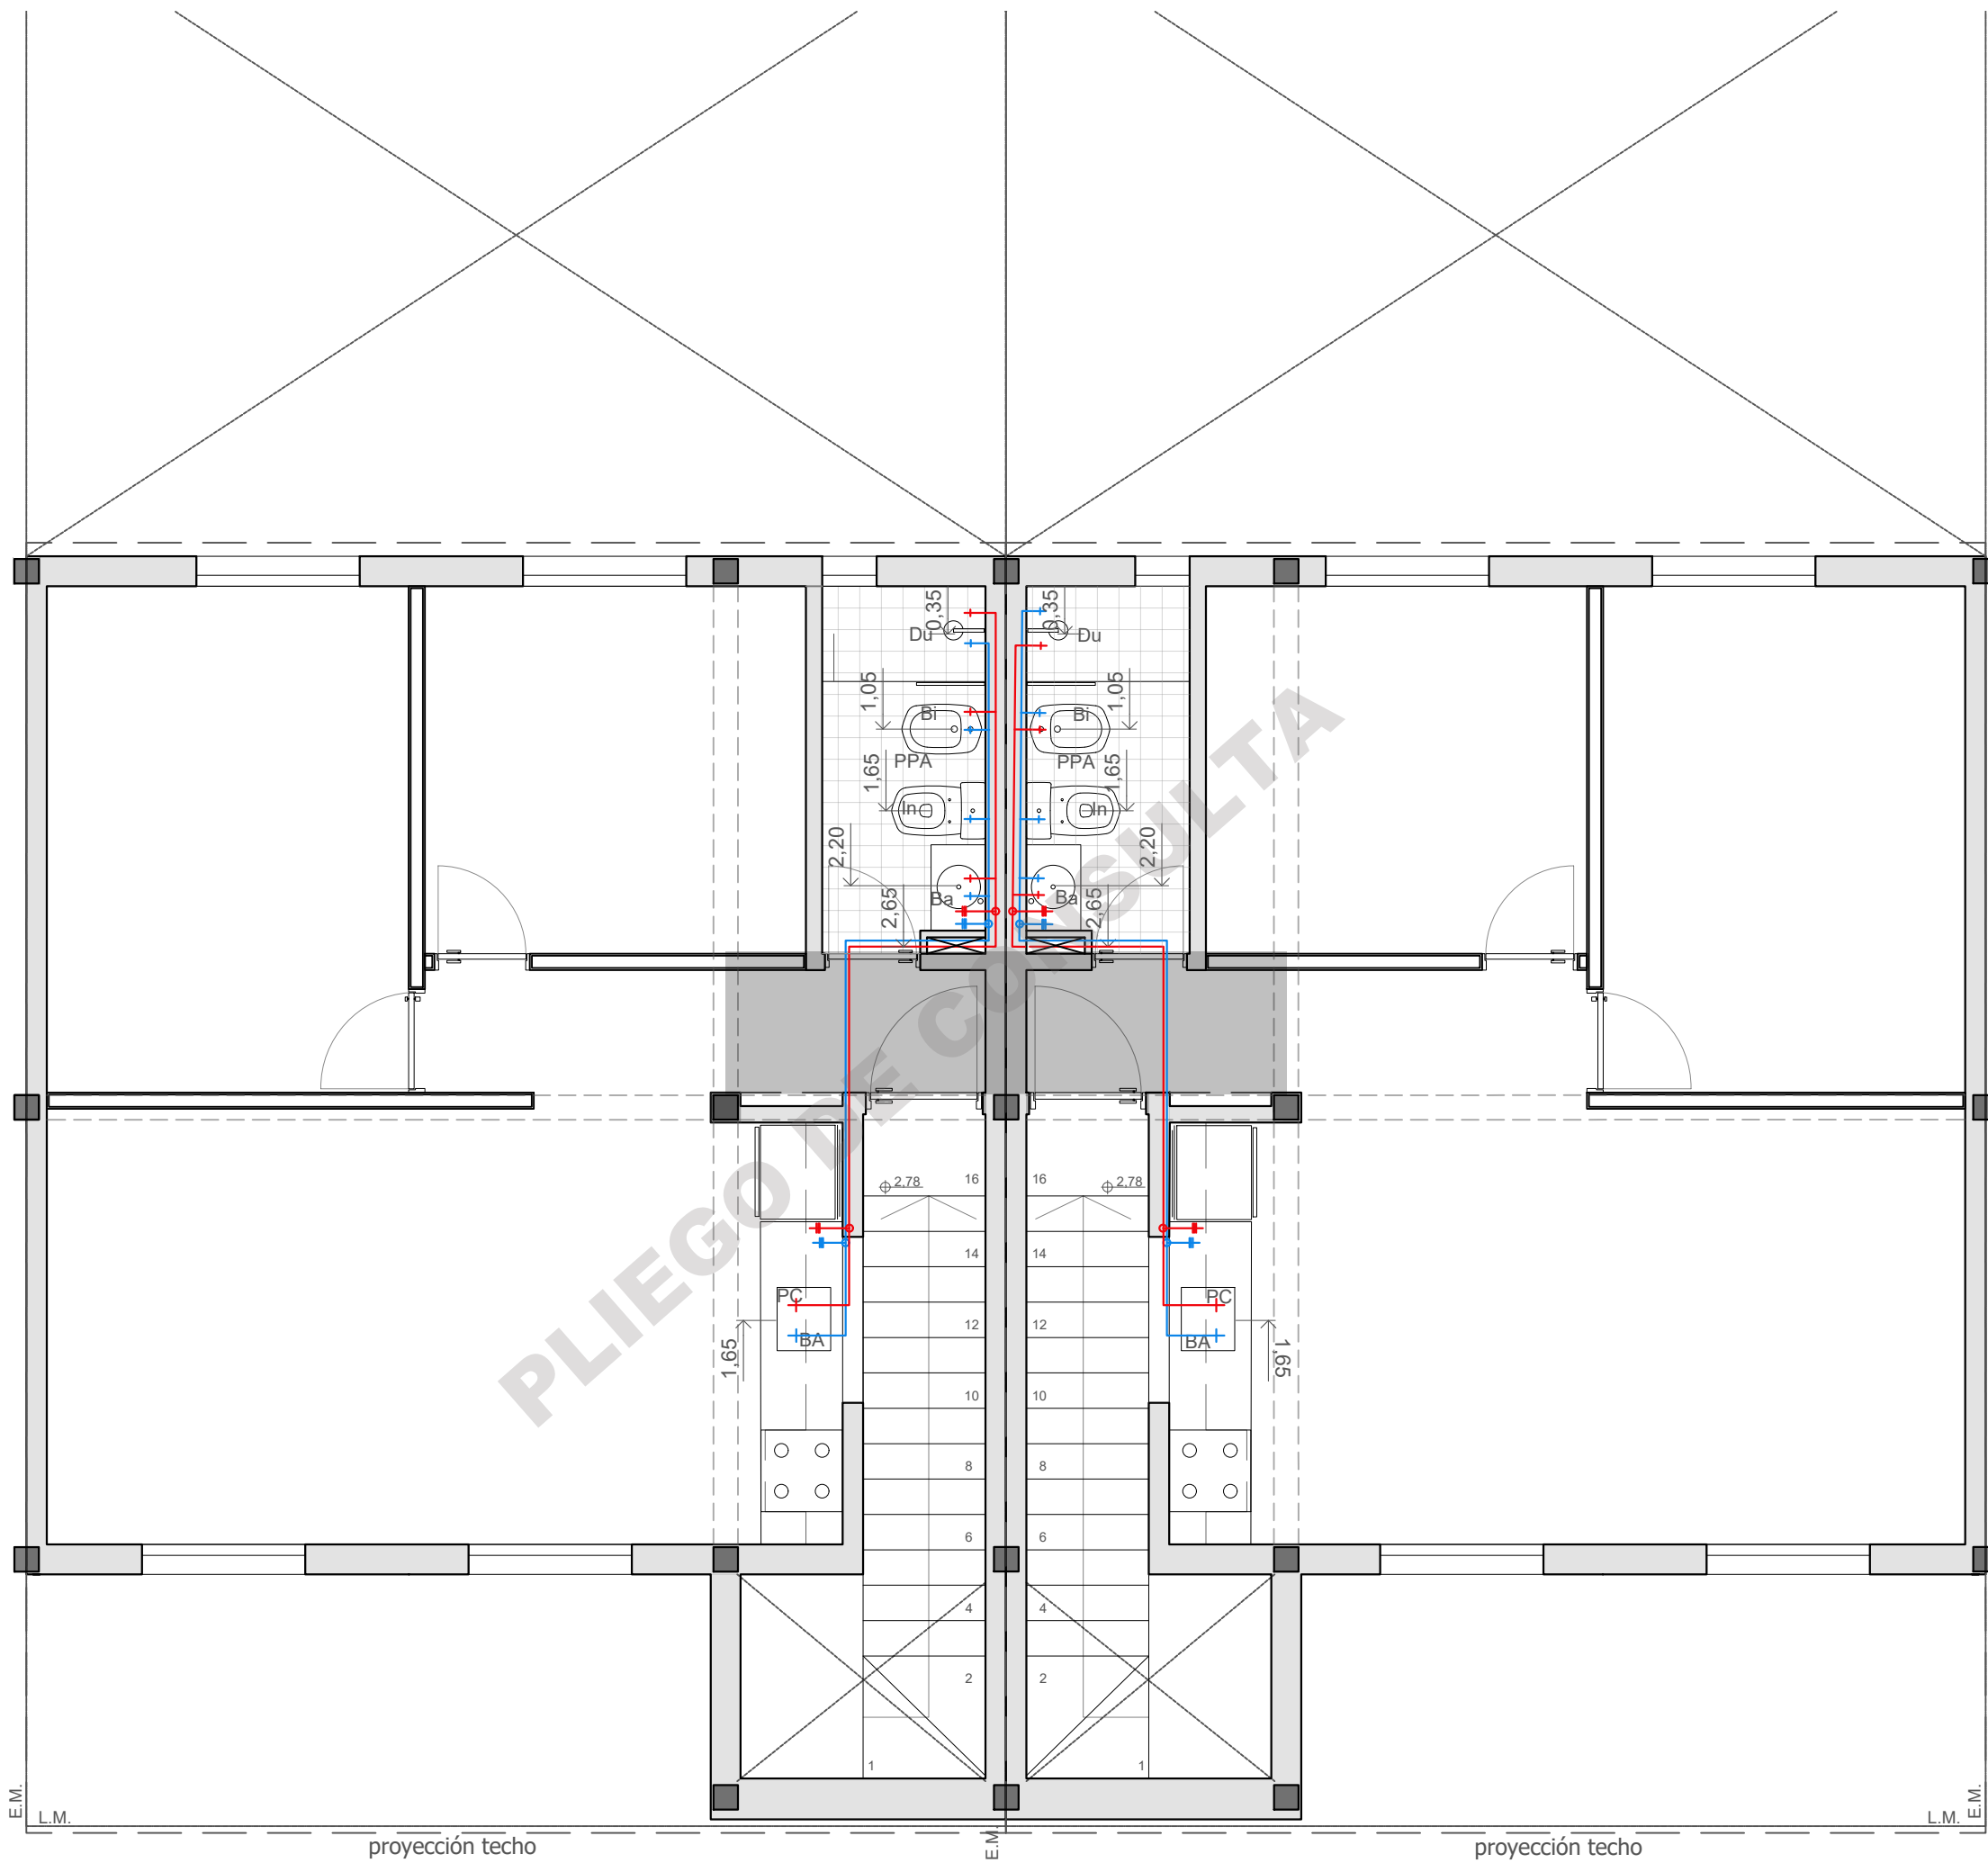 0,35
0,35
Du
Du
1,05
1,05
Bi
Bi
PPA
PPA
1,65
1,65
In
In
2,20
2,20
Ba
Ba
2,65
2,65
PLIEGO DE CONSULTA
16
16
2,78
2,78
14
14
PC
PC
12
12
BA
BA
1,65
1,65
10
10
8
8
6
6
4
4
2
2
1
1
E.M.
E.M.
L.M.
L.M.
E.M.
proyección techo
proyección techo